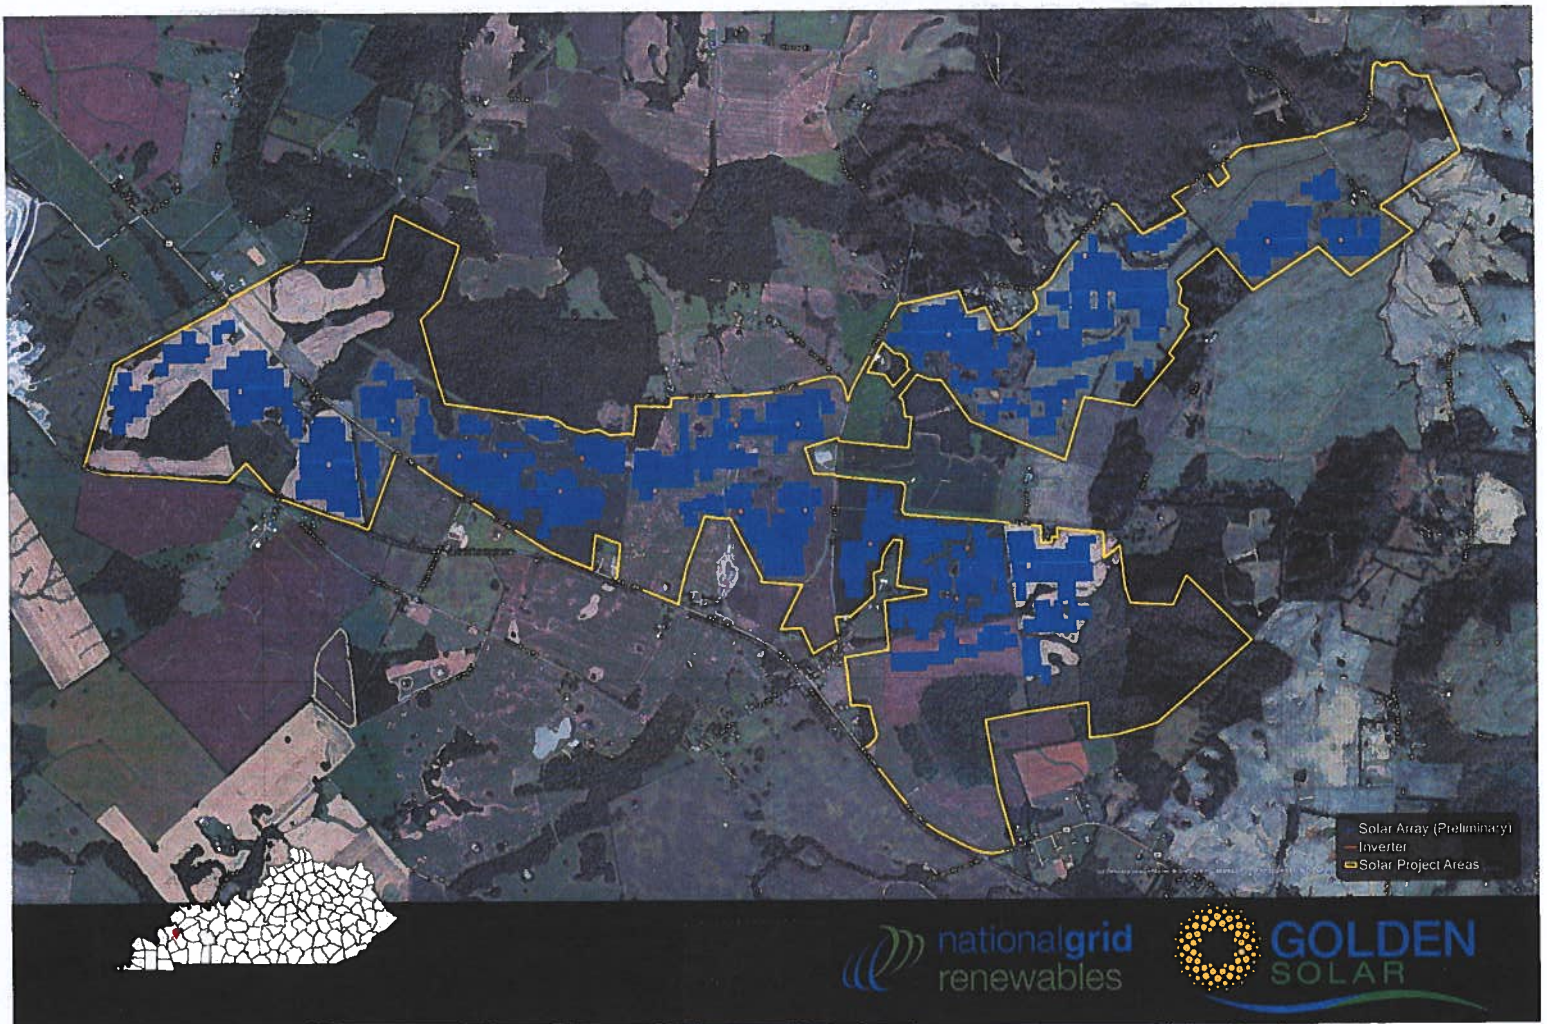 Solar Array (Preliminary)
Inverter
Solar Project Areas
nationalgrid
renewables
GOLDEN
SOLAR